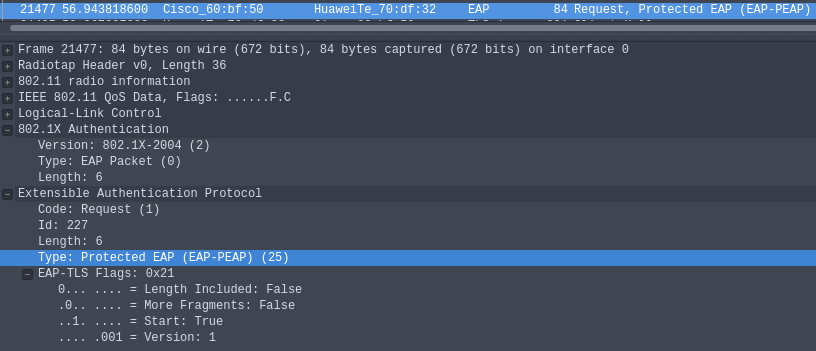 21477 56.943818600 Cisco_60:bf:50 HuaweiTe_70:df:32 EAP 84 Request, Protected EAP (EAP-PEAP)
Frame 21477: 84 bytes on wire (672 bits), 84 bytes captured (672 bits) on interface 0
Radiotap Header v0, Length 36
802.11 radio information
IEEE 802.11 QoS Data, Flags: ......F.C
Logical-Link Control
802.1X Authentication
Version: 802.1X-2004 (2)
Type: EAP Packet (0)
Length: 6
Extensible Authentication Protocol
Code: Request (1)
Id: 227
Length: 6
Type: Protected EAP (EAP-PEAP) (25)
EAP-TLS Flags: 0x21
0... .... = Length Included: False
.0.. .... = More Fragments: False
..1. .... = Start: True
.... .001 = Version: 1